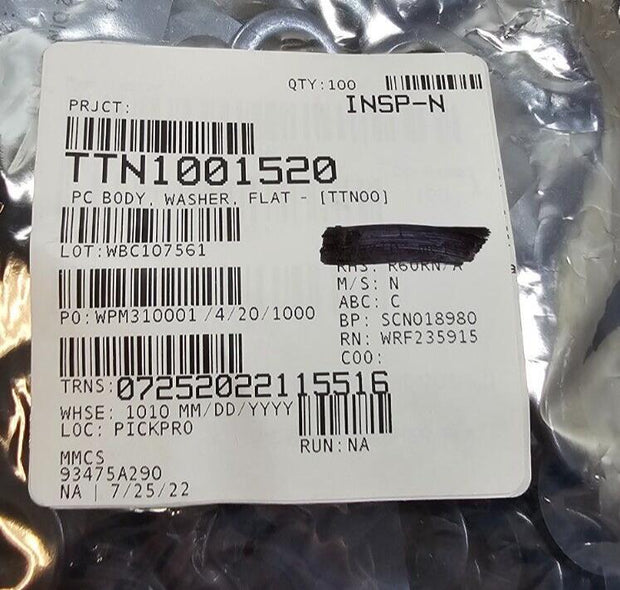 QTY:100
INSP-N
PRJCT:
TTN1001520
PC BODY, WASHER, FLAT - [TTN00]
LOT:WBC107561
RHS: R60RN/A
M/S: N
ABC: C
PO:WPM310001 /4/20/1000
BP: SCN018980
RN: WRF235915
COO:
TRNS:07252022115516
WHSE: 1010 MM/DD/YYYY
LOC: PICKPRO
RUN:NA
MMCS
93475A290
NA | 7/25/22